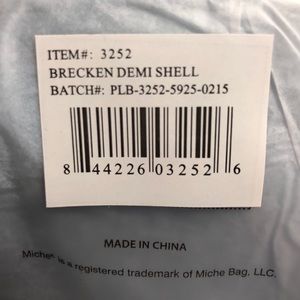 ITEM#: 3252
BRECKEN DEMI SHELL
BATCH#: PLB-3252-5925-0215
8 44226 03252 6
MADE IN CHINA
Miche® is a registered trademark of Miche Bag, LLC.